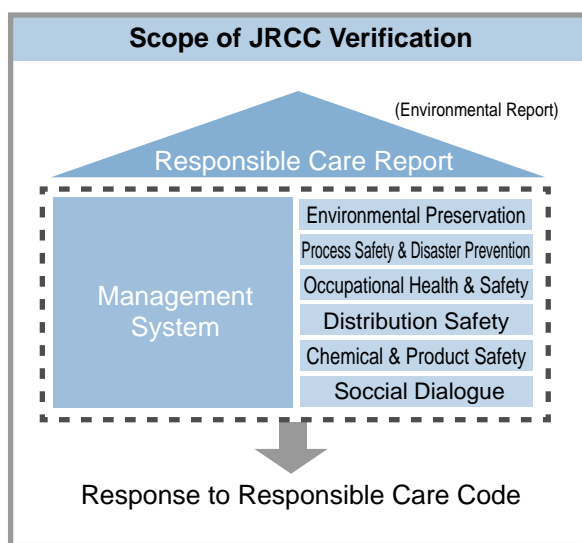 Scope of JRCC Verification
(Environmental Report)
Responsible Care Report
Management
System
Environmental Preservation
Process Safety & Disaster Prevention
Occupational Health & Safety
Distribution Safety
Chemical & Product Safety
Soccial Dialogue
Response to Responsible Care Code